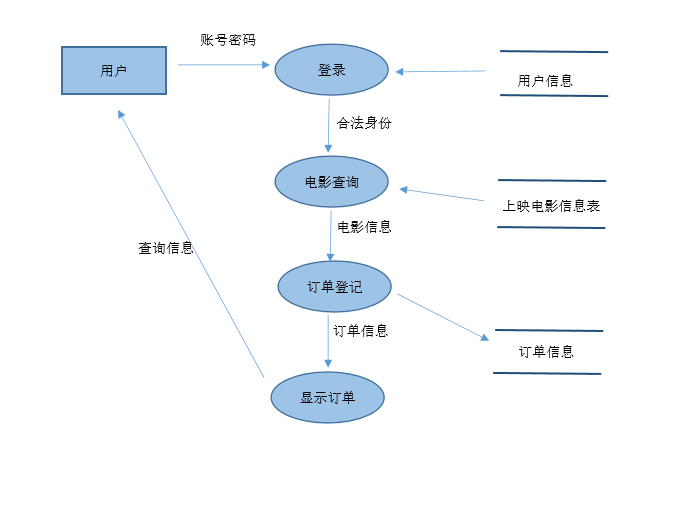 账号密码
用户
登录
用户信息
合法身份
电影查询
上映电影信息表
电影信息
查询信息
订单登记
订单信息
订单信息
显示订单